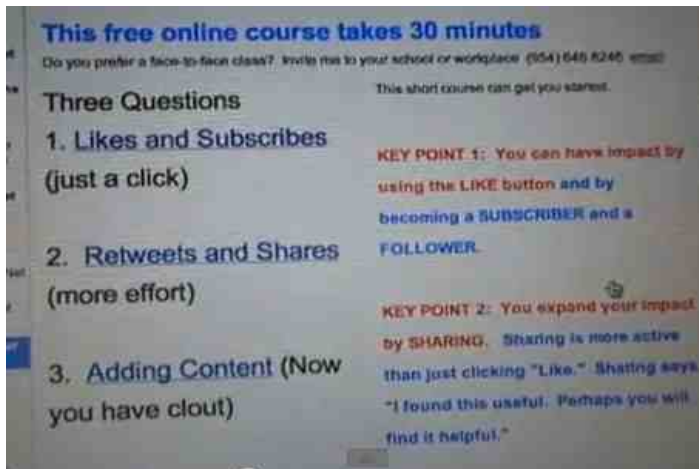 This free online course takes 30 minutes
Do you prefer a face-to-face class? Invite me to your school or workplace (954) 646 8246 email
This short course can get you started.
Three Questions
1. Likes and Subscribes
(just a click)
2. Retweets and Shares
(more effort)
3. Adding Content (Now
you have clout)
KEY POINT 1: You can have impact by
using the LIKE button and by
becoming a SUBSCRIBER and a
FOLLOWER.
KEY POINT 2: You expand your impact
by SHARING. Sharing is more active
than just clicking "Like." Sharing says
"I found this useful. Perhaps you will
find it helpful."